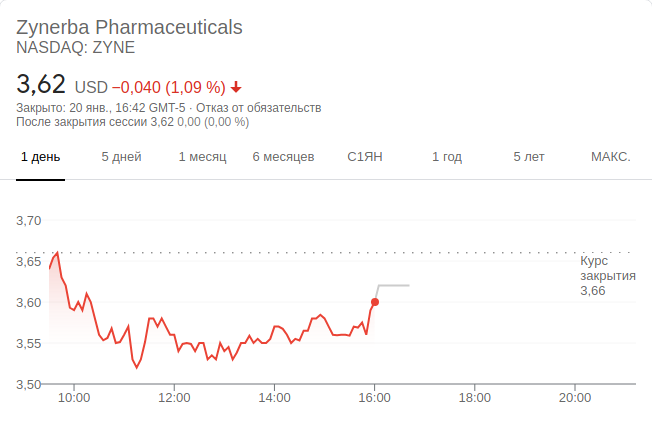 Zynerba Pharmaceuticals
NASDAQ: ZYNE
3,62 USD −0,040 (1,09 %)
Закрыто: 20 янв., 16:42 GMT-5 · Отказ от обязательств
После закрытия сессии 3,62 0,00 (0,00 %)
1 день 5 дней 1 месяц 6 месяцев С1ЯН 1 год 5 лет МАКС.
3,70
3,65
3,60
3,55
3,50
Курс
закрытия
3,66
10:00 12:00 14:00 16:00 18:00 20:00